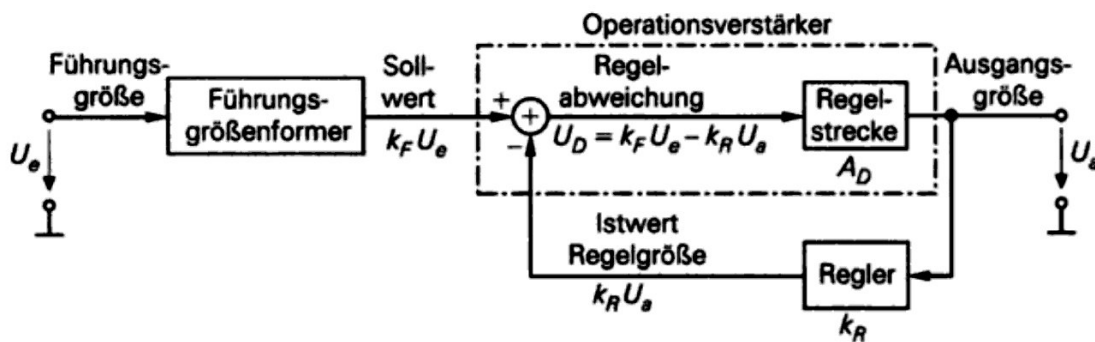 Operationsverstärker
Führungs-
größe
Führungs-
größenformer
Soll-
wert
k_F U_e
Regel-
abweichung
+
+
−
U_D = k_F U_e − k_R U_a
Regel-
strecke
A_D
Ausgangs-
größe
U_e
U_a
Istwert
Regelgröße
k_R U_a
Regler
k_R